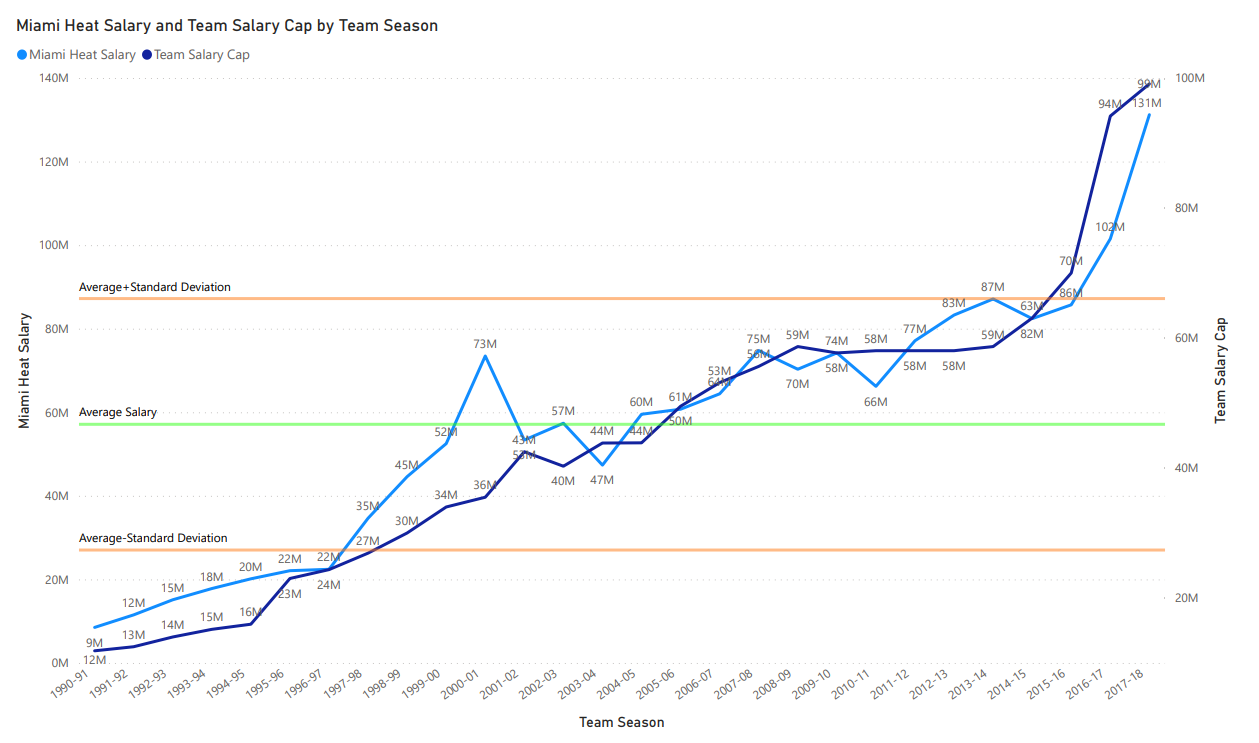 Miami Heat Salary and Team Salary Cap by Team Season
Miami Heat Salary Team Salary Cap
140M
120M
100M
80M
60M
40M
20M
0M
Miami Heat Salary
100M
80M
60M
40M
20M
Team Salary Cap
Average+Standard Deviation
Average Salary
Average-Standard Deviation
9M
12M
15M
18M
20M
22M
22M
35M
45M
52M
73M
53M
57M
47M
60M
61M
64M
75M
70M
74M
66M
77M
83M
87M
82M
86M
102M
131M
12M
13M
14M
15M
16M
23M
24M
27M
30M
34M
36M
43M
40M
44M
44M
50M
53M
56M
59M
58M
58M
58M
58M
59M
63M
70M
94M
99M
1990-91
1991-92
1992-93
1993-94
1994-95
1995-96
1996-97
1997-98
1998-99
1999-00
2000-01
2001-02
2002-03
2003-04
2004-05
2005-06
2006-07
2007-08
2008-09
2009-10
2010-11
2011-12
2012-13
2013-14
2014-15
2015-16
2016-17
2017-18
Team Season